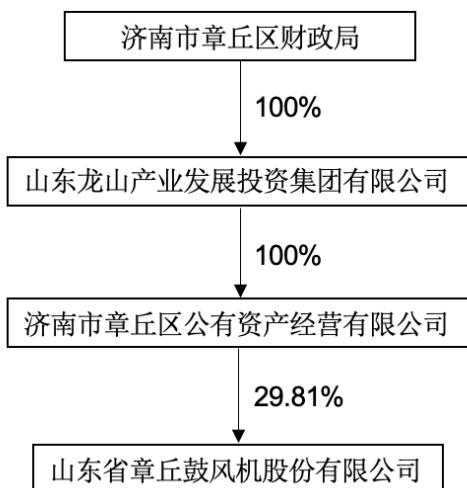 济南市章丘区财政局
100%
山东龙山产业发展投资集团有限公司
100%
济南市章丘区公有资产经营有限公司
29.81%
山东省章丘鼓风机股份有限公司